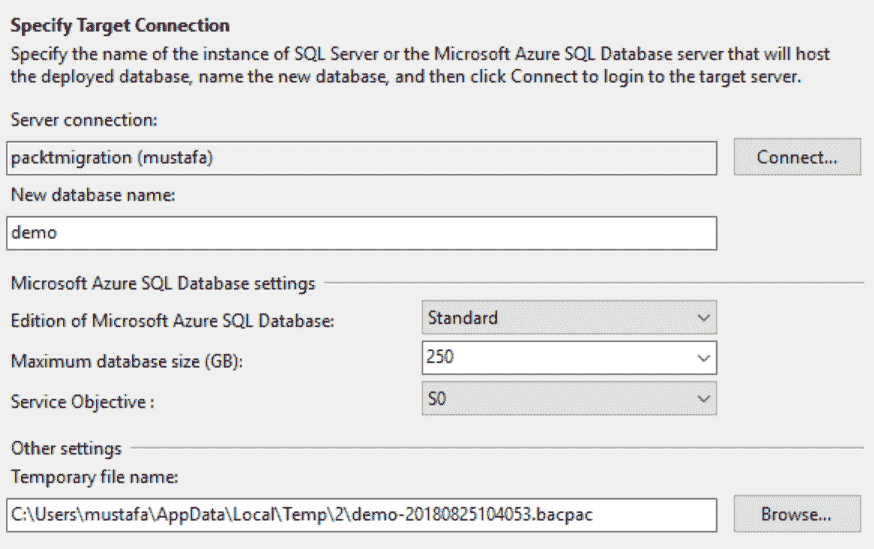 Specify Target Connection
Specify the name of the instance of SQL Server or the Microsoft Azure SQL Database server that will host
the deployed database, name the new database, and then click Connect to login to the target server.
Server connection:
packtmigration (mustafa)
Connect...
New database name:
demo
Microsoft Azure SQL Database settings
Edition of Microsoft Azure SQL Database:
Standard
Maximum database size (GB):
250
Service Objective :
S0
Other settings
Temporary file name:
C:\Users\mustafa\AppData\Local\Temp\2\demo-20180825104053.bacpac
Browse...